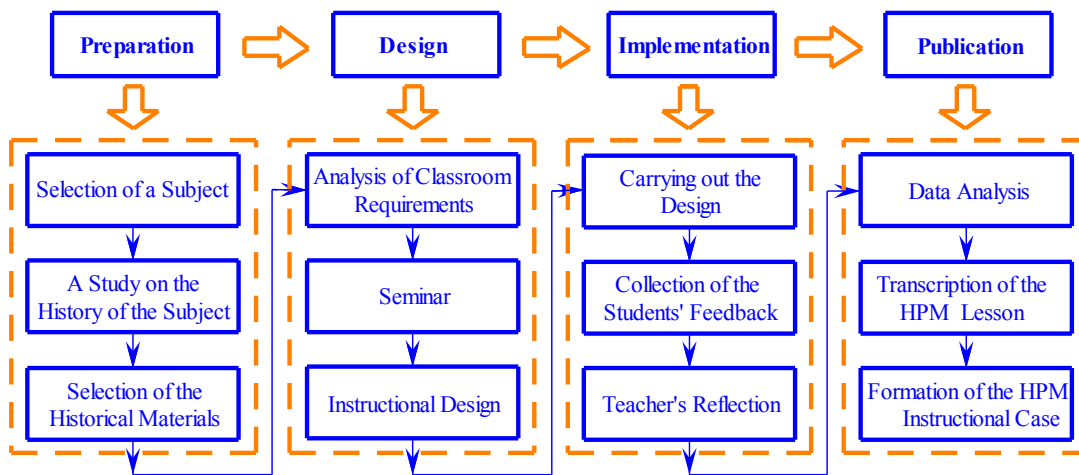 Preparation
Design
Implementation
Publication
Selection of a Subject
A Study on the
History of the Subject
Selection of the
Historical Materials
Analysis of Classroom
Requirements
Seminar
Instructional Design
Carrying out the
Design
Collection of the
Students' Feedback
Teacher's Reflection
Data Analysis
Transcription of the
HPM Lesson
Formation of the HPM
Instructional Case